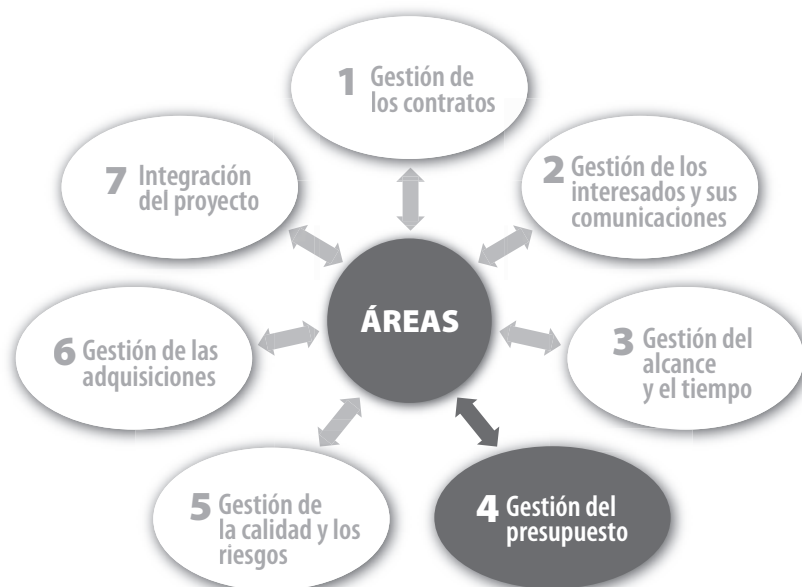 1 Gestión de
los contratos
2 Gestión de los
interesados y sus
comunicaciones
3 Gestión del
alcance
y el tiempo
4 Gestión del
presupuesto
5 Gestión de
la calidad y los
riesgos
6 Gestión de las
adquisiciones
7 Integración
del proyecto
ÁREAS